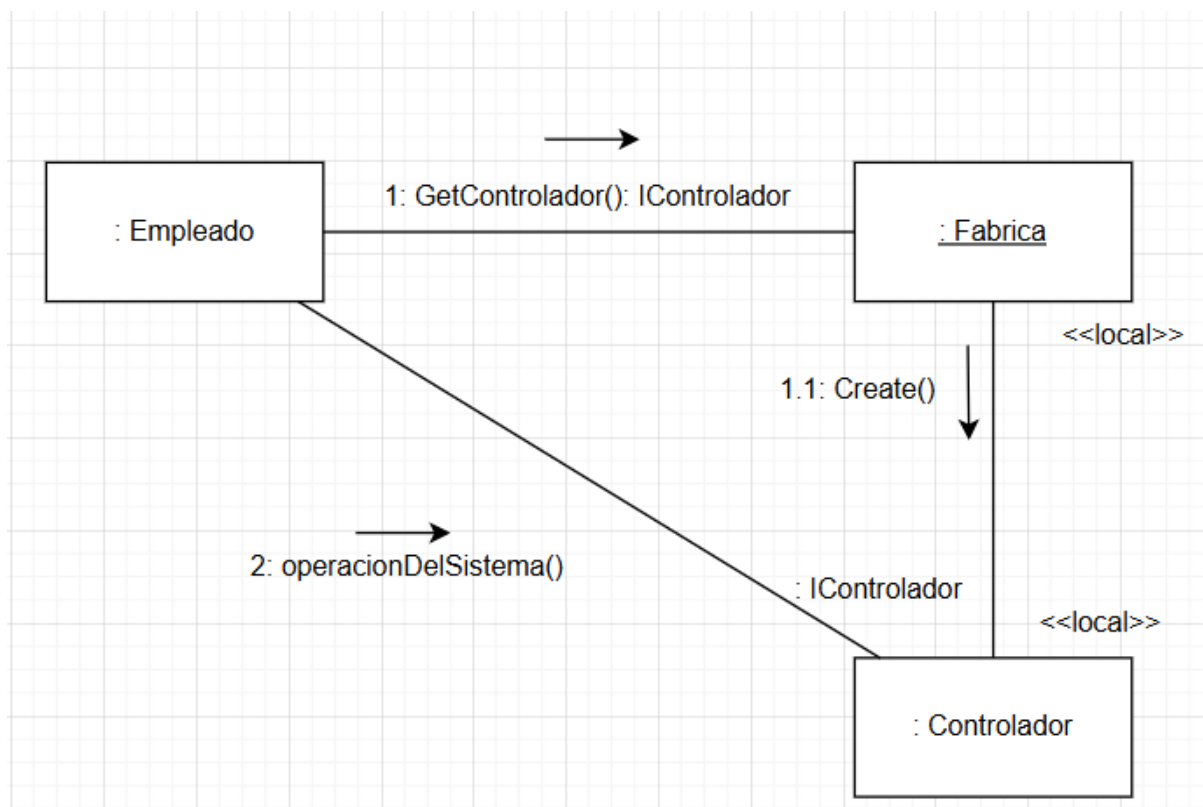 1: GetControlador(): IControlador
: Empleado
: Fabrica
<<local>>
1.1: Create()
2: operacionDelSistema()
: IControlador
<<local>>
: Controlador